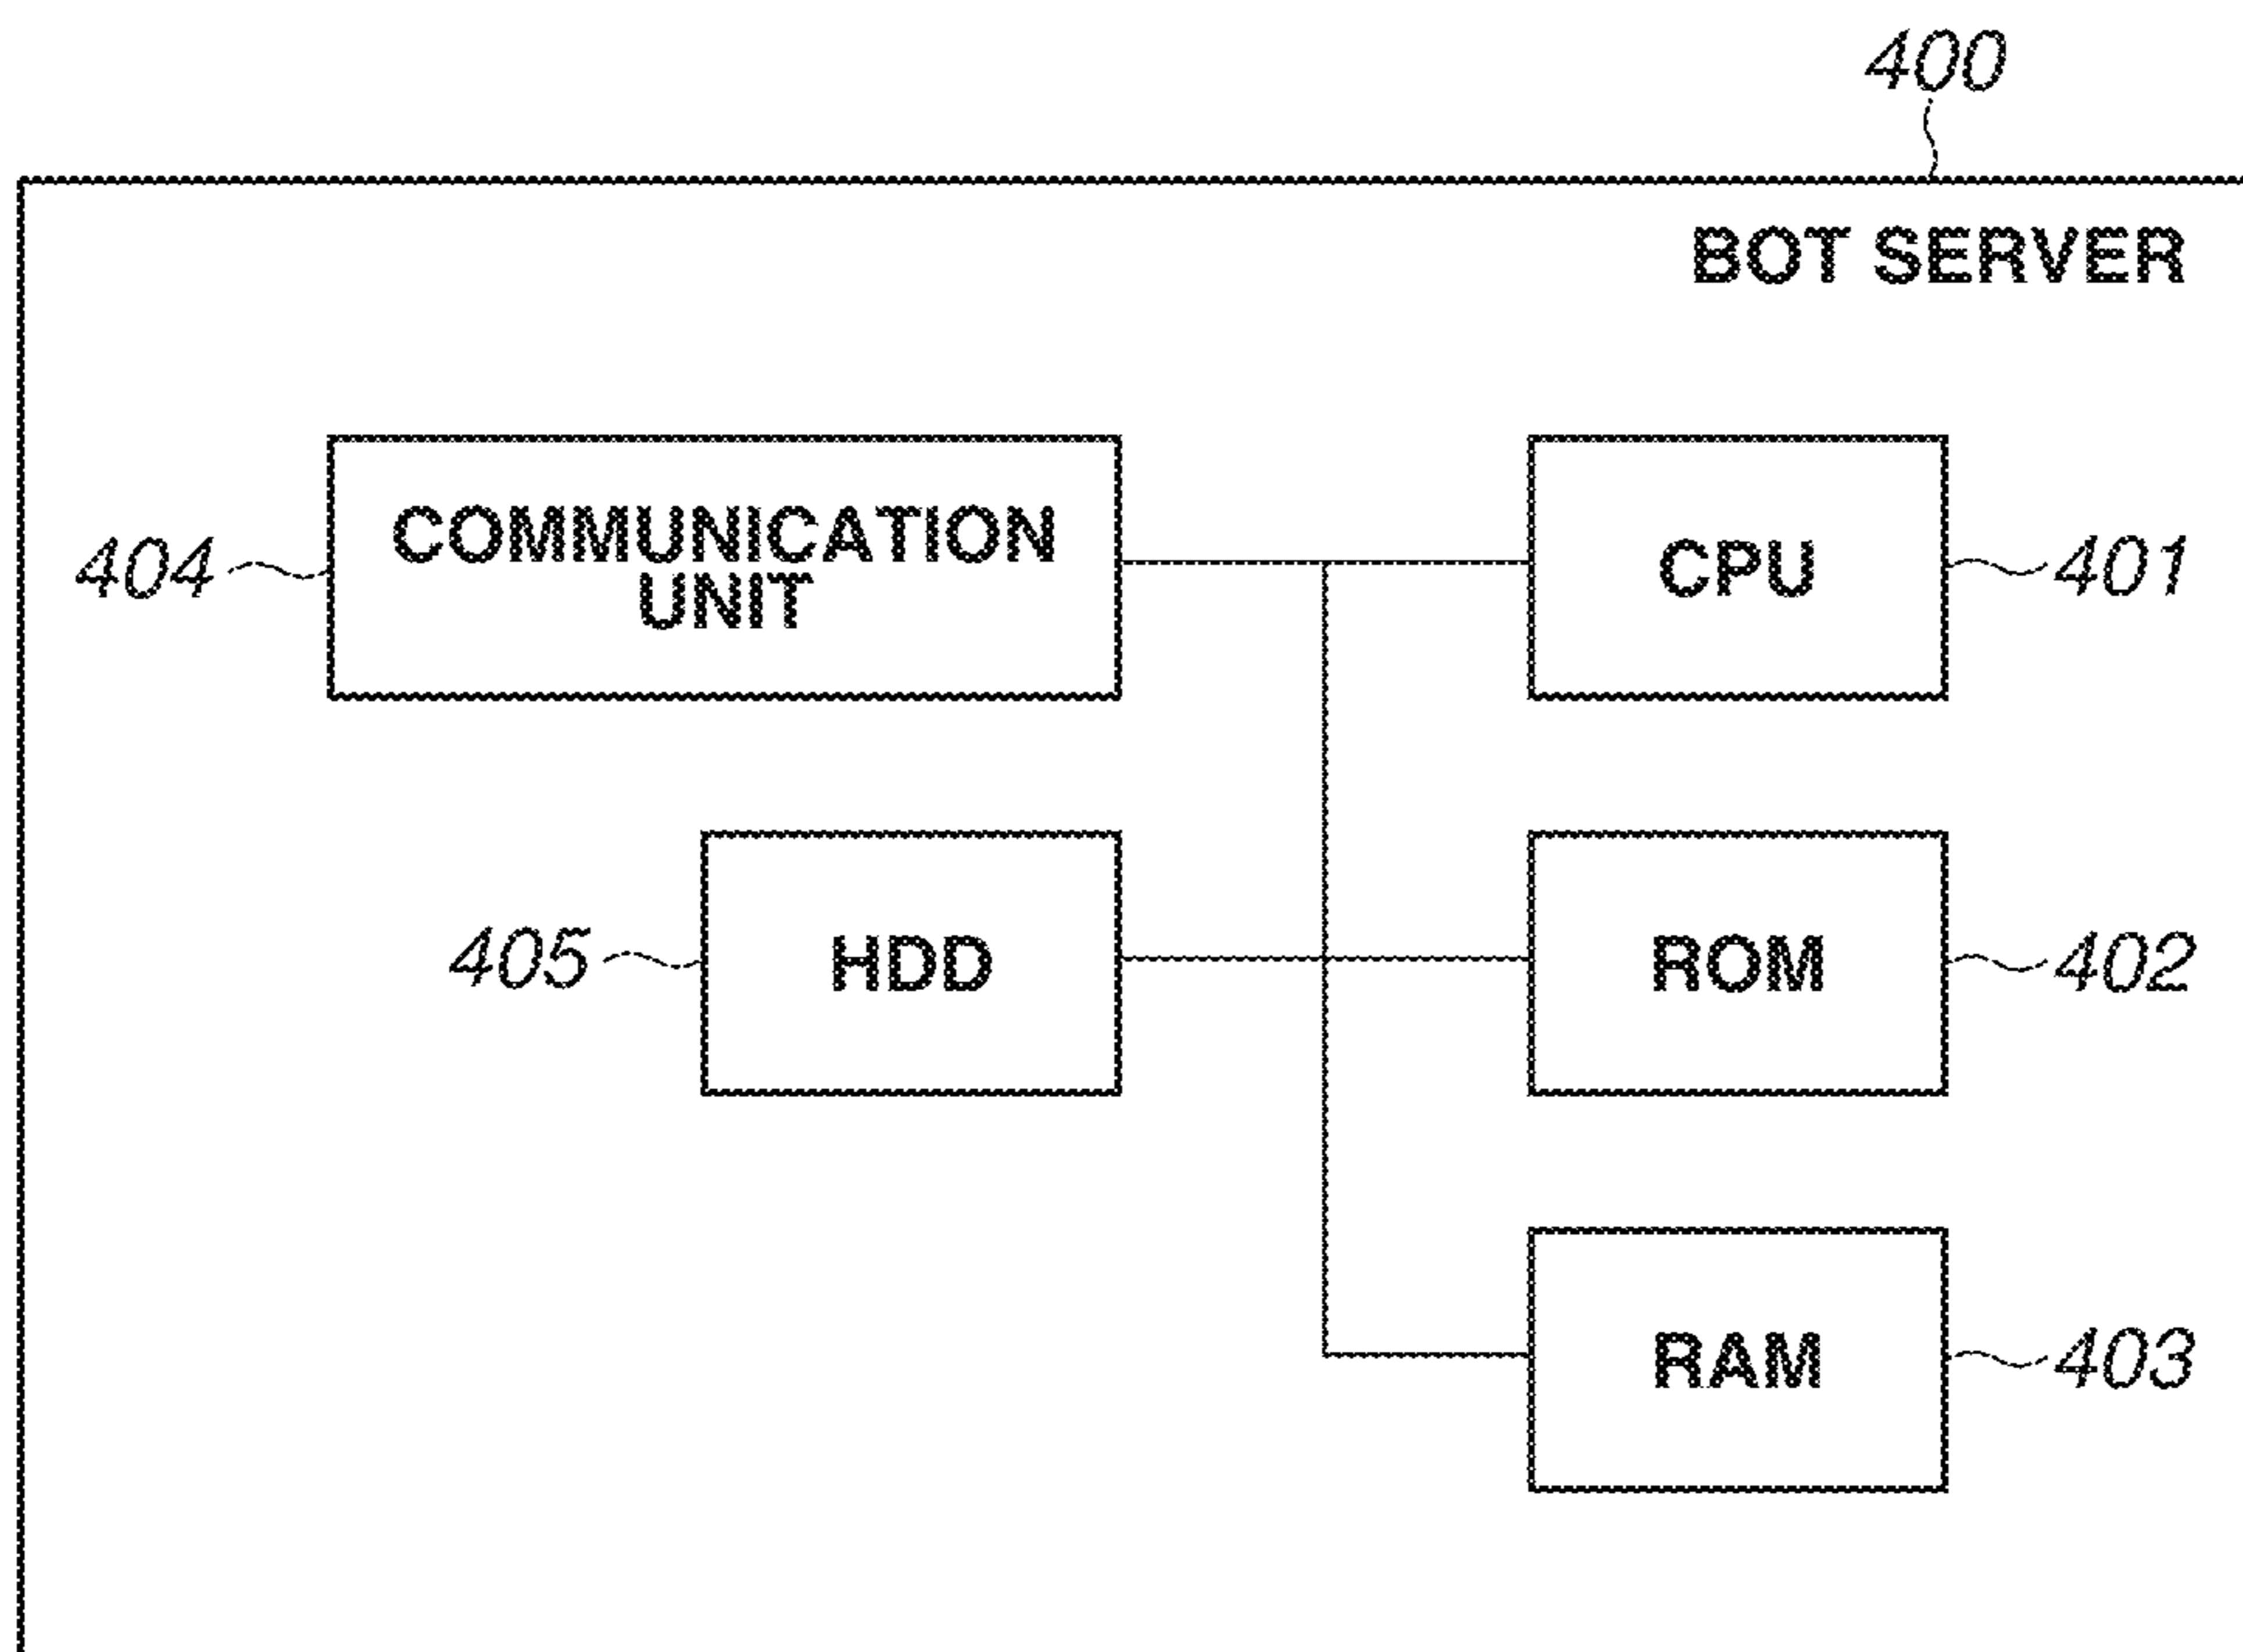 400
BOT SERVER
COMMUNICATION
UNIT
404
CPU
401
405
HDD
ROM
402
RAM
403